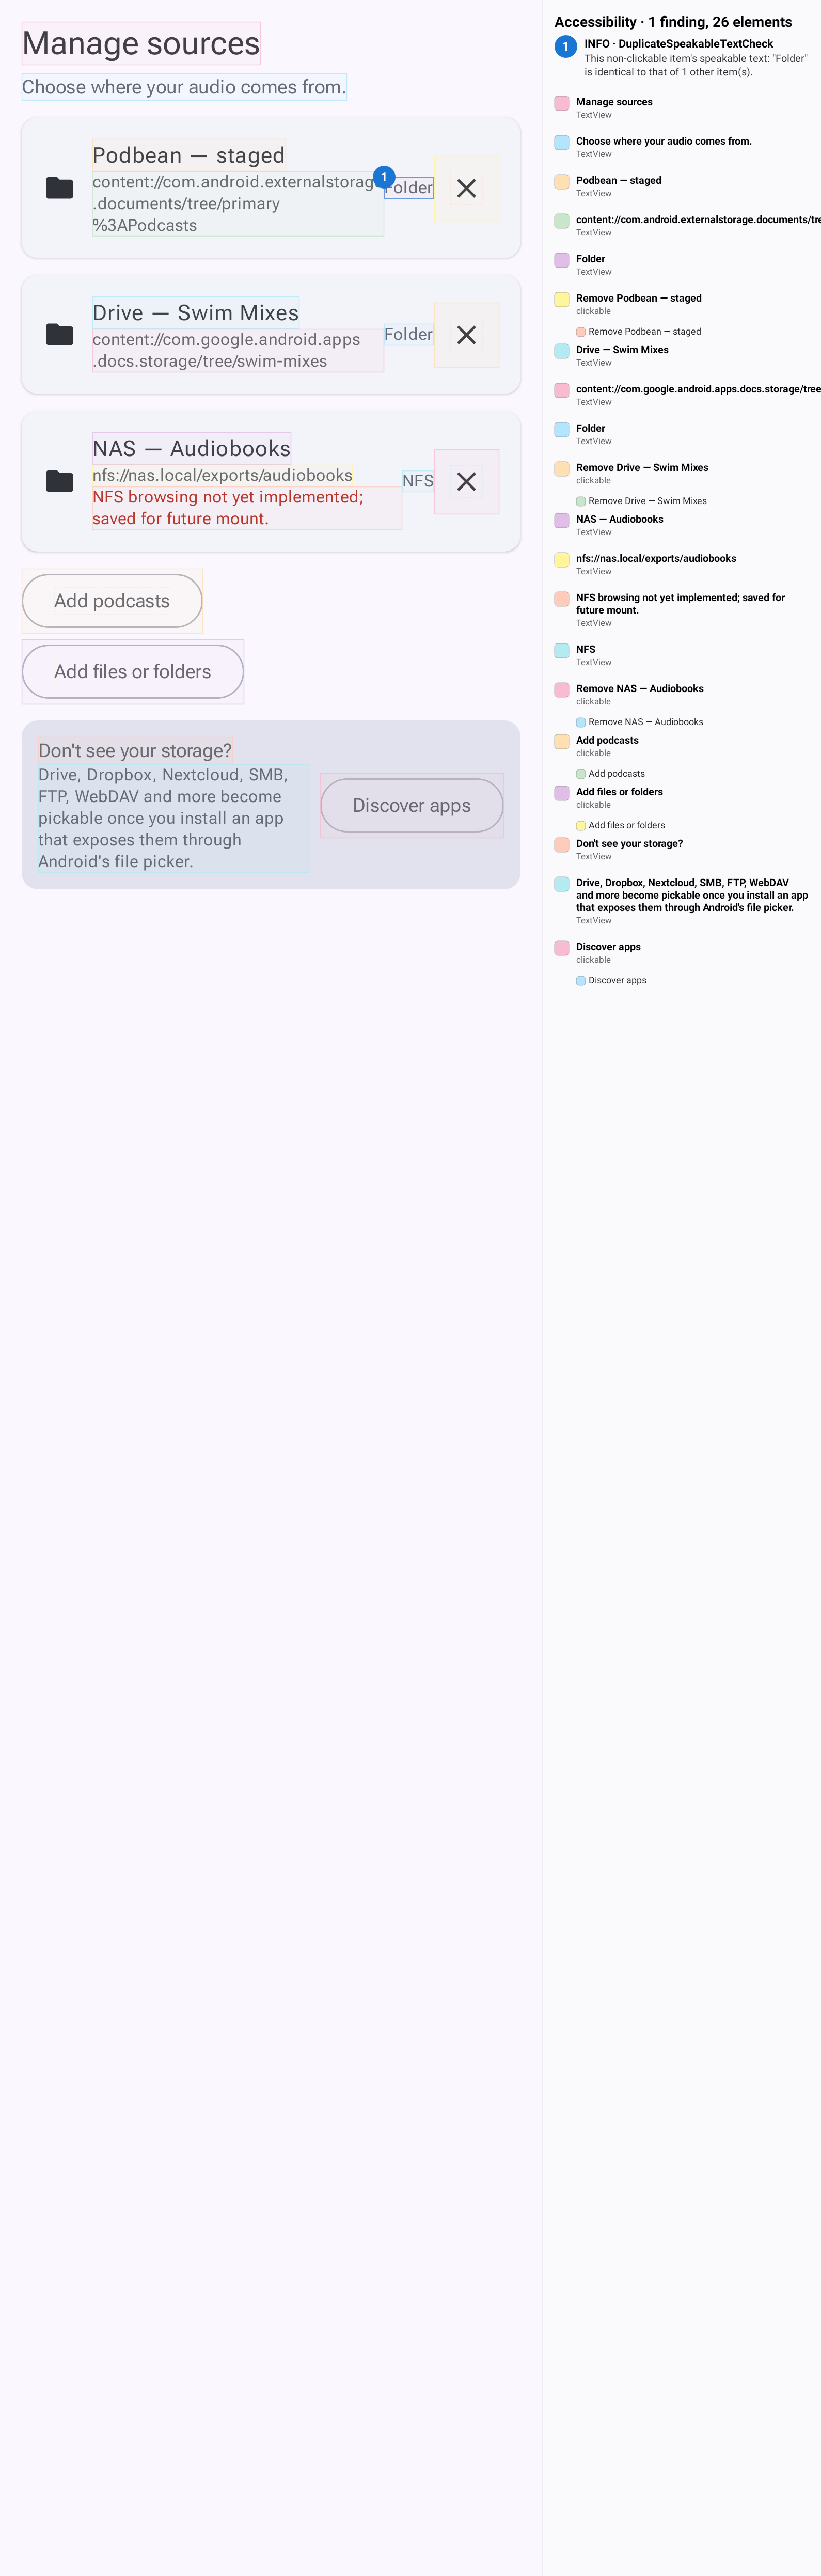 Manage sources
Choose where your audio comes from.
Podbean — staged
content://com.android.externalstorag
.documents/tree/primary
%3APodcasts
1
Folder
Drive — Swim Mixes
content://com.google.android.apps
.docs.storage/tree/swim-mixes
Folder
NAS — Audiobooks
nfs://nas.local/exports/audiobooks
NFS browsing not yet implemented;
saved for future mount.
NFS
Add podcasts
Add files or folders
Don't see your storage?
Drive, Dropbox, Nextcloud, SMB,
FTP, WebDAV and more become
pickable once you install an app
that exposes them through
Android's file picker.
Discover apps
Accessibility · 1 finding, 26 elements
1
INFO · DuplicateSpeakableTextCheck
This non-clickable item's speakable text: "Folder"
is identical to that of 1 other item(s).
Manage sources
TextView
Choose where your audio comes from.
TextView
Podbean — staged
TextView
content://com.android.externalstorage.documents/tre
TextView
Folder
TextView
Remove Podbean — staged
clickable
Remove Podbean — staged
Drive — Swim Mixes
TextView
content://com.google.android.apps.docs.storage/tree
TextView
Folder
TextView
Remove Drive — Swim Mixes
clickable
Remove Drive — Swim Mixes
NAS — Audiobooks
TextView
nfs://nas.local/exports/audiobooks
TextView
NFS browsing not yet implemented; saved for
future mount.
TextView
NFS
TextView
Remove NAS — Audiobooks
clickable
Remove NAS — Audiobooks
Add podcasts
clickable
Add podcasts
Add files or folders
clickable
Add files or folders
Don't see your storage?
TextView
Drive, Dropbox, Nextcloud, SMB, FTP, WebDAV
and more become pickable once you install an app
that exposes them through Android's file picker.
TextView
Discover apps
clickable
Discover apps